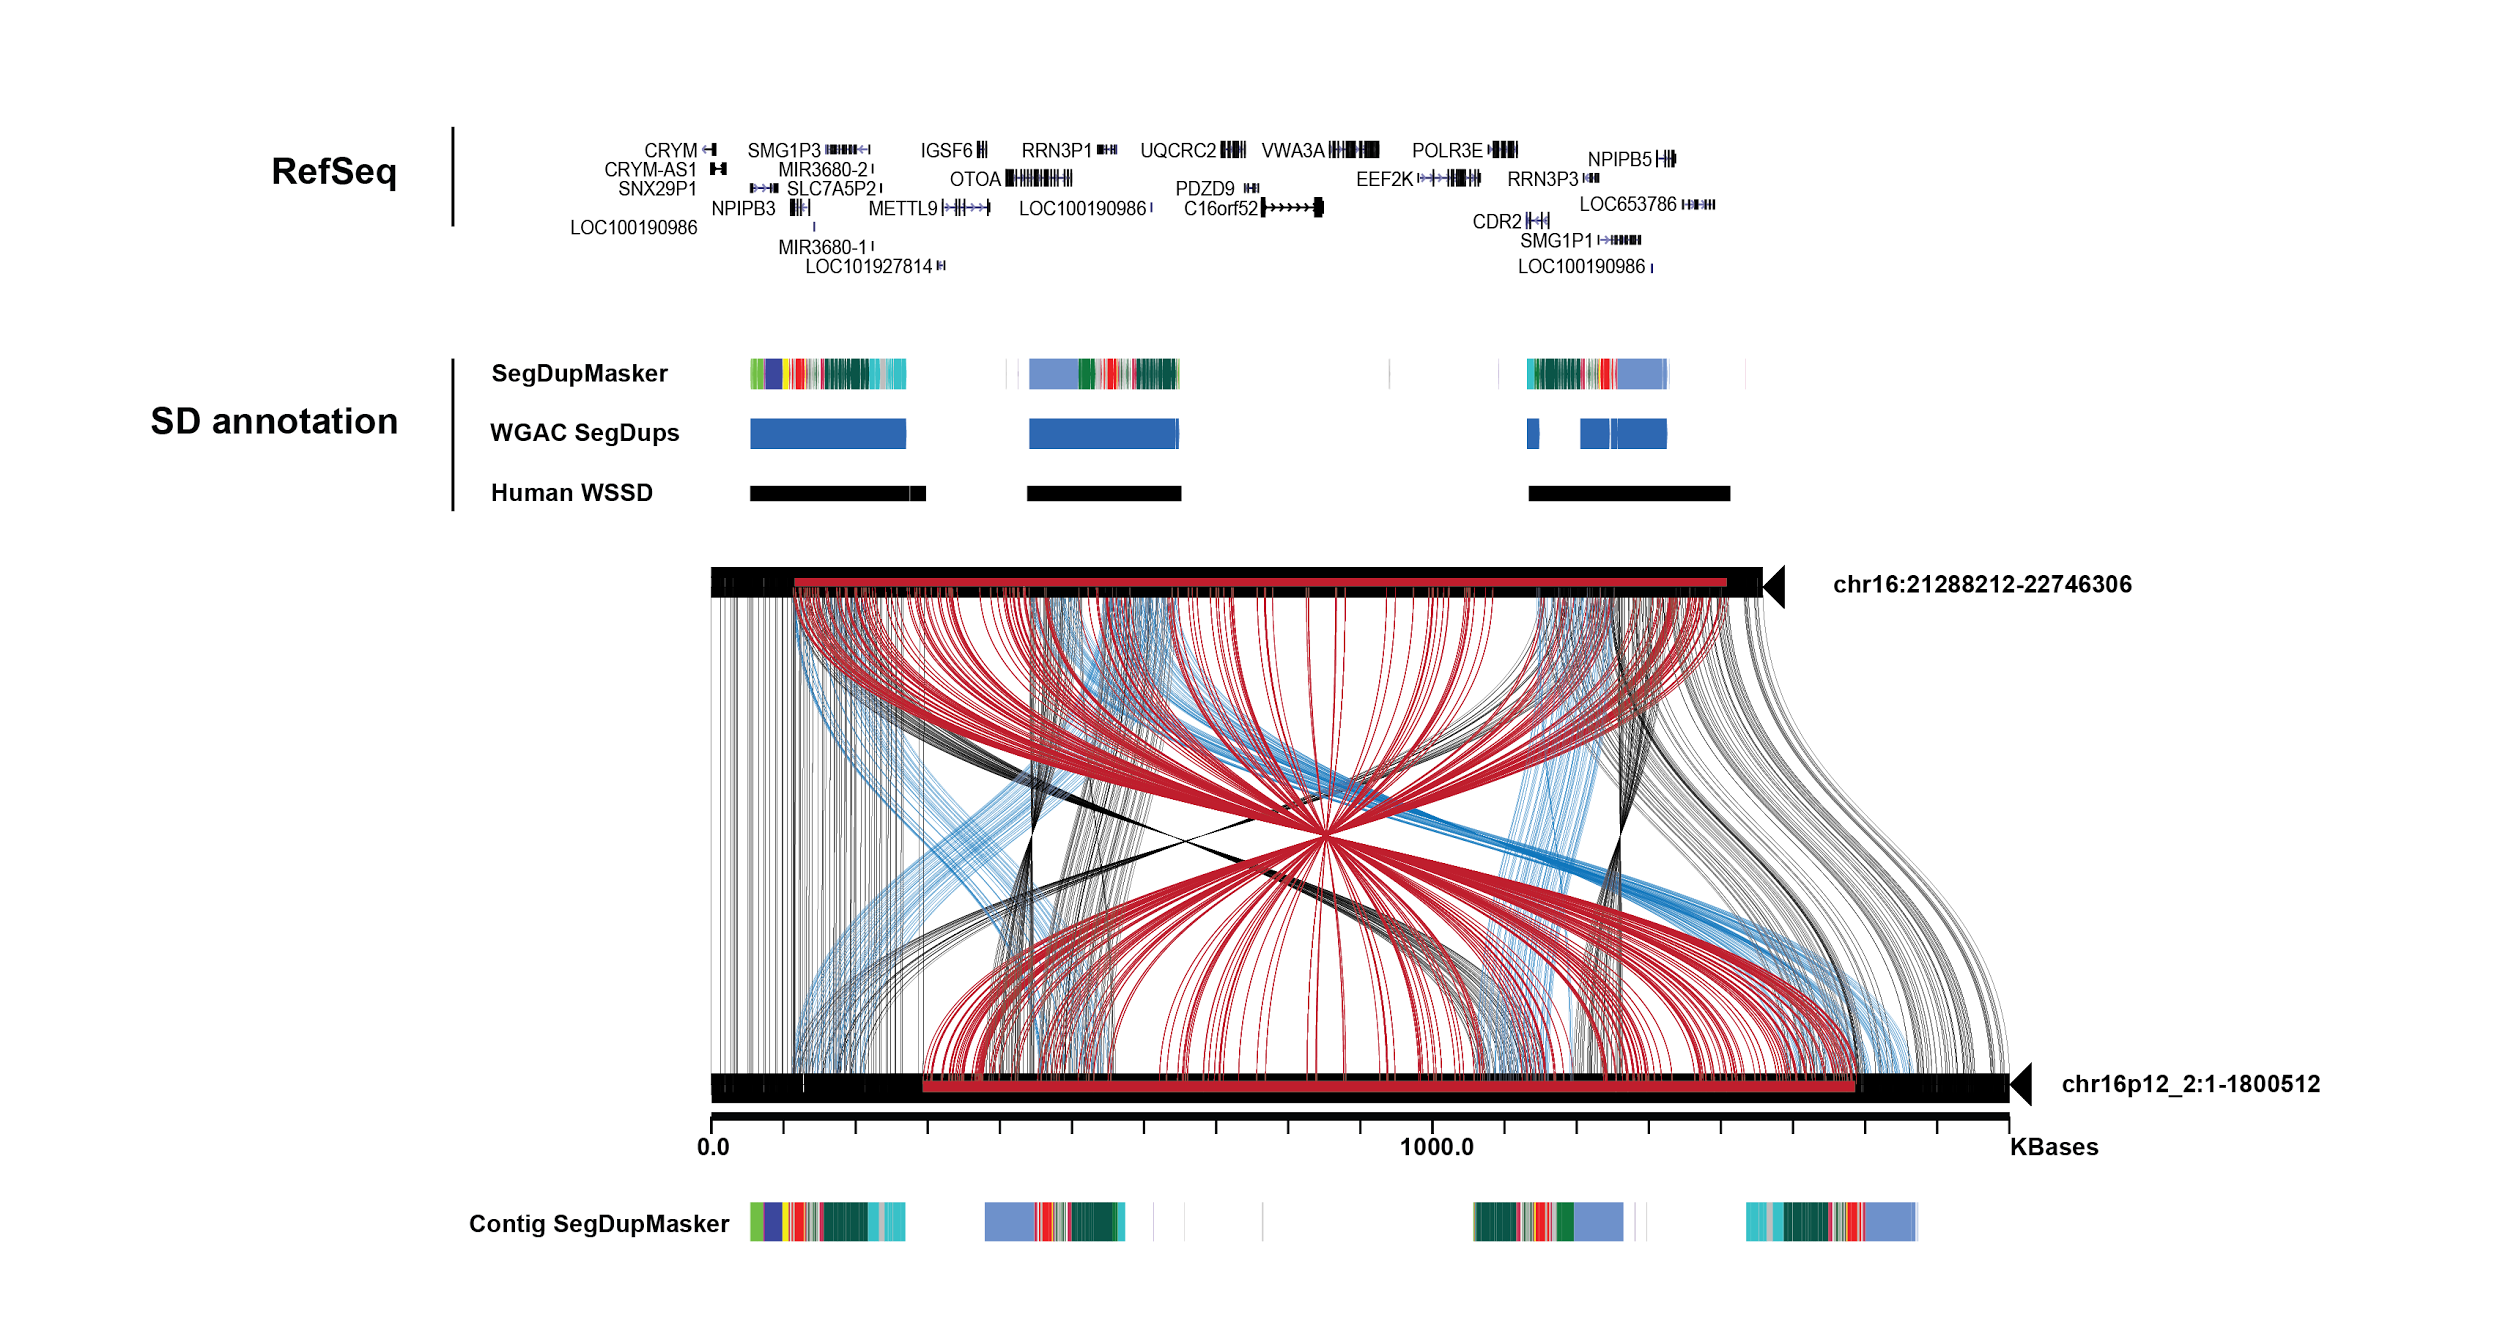 RefSeq
CRYM
SMG1P3
IGSF6
RRN3P1
UQCRC2
VWA3A
POLR3E
NPIPB5
CRYM-AS1
MIR3680-2
OTOA
EEF2K
RRN3P3
SNX29P1
SLC7A5P2
PDZD9
LOC653786
NPIPB3
METTL9
LOC100190986
C16orf52
CDR2
LOC100190986
SMG1P1
MIR3680-1
LOC101927814
LOC100190986
SD annotation
SegDupMasker
WGAC SegDups
Human WSSD
chr16:21288212-22746306
chr16p12_2:1-1800512
0.0
1000.0
KBases
Contig SegDupMasker